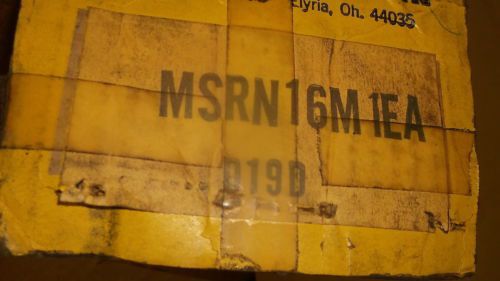 Elyria, Oh. 44035
MSRN16M 1EA
D19D